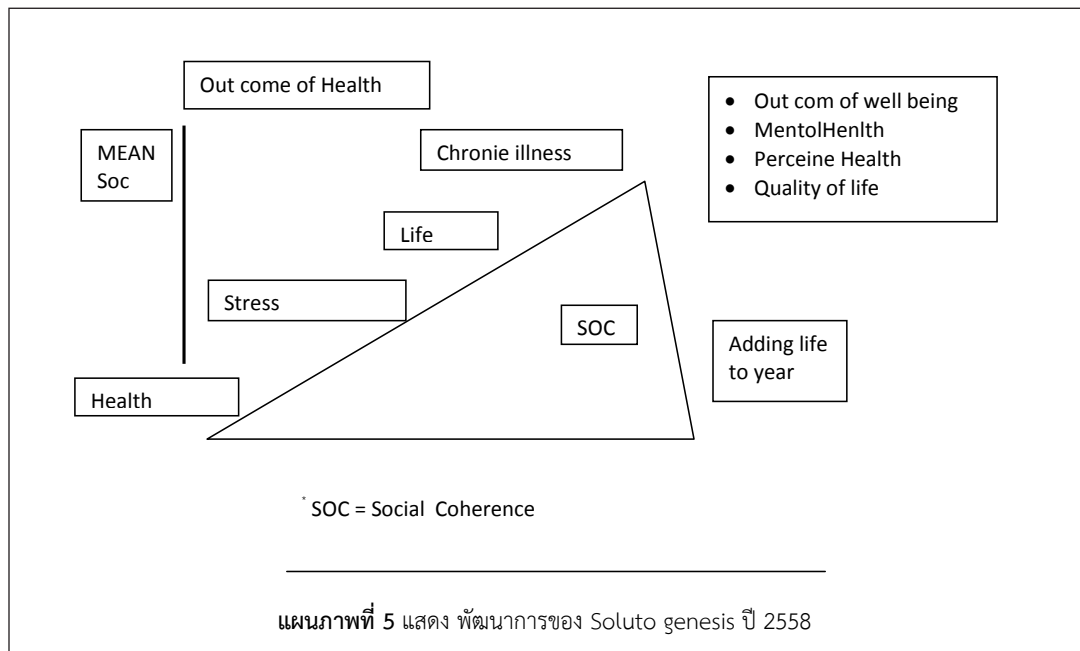 Out come of Health
MEAN
Soc
Chronie illness
Life
Stress
Health
SOC
• Out com of well being
• MentolHenlth
• Perceine Health
• Quality of life
Adding life
to year
* SOC = Social Coherence
แผนภาพที่ 5 แสดง พัฒนาการของ Soluto genesis ปี 2558